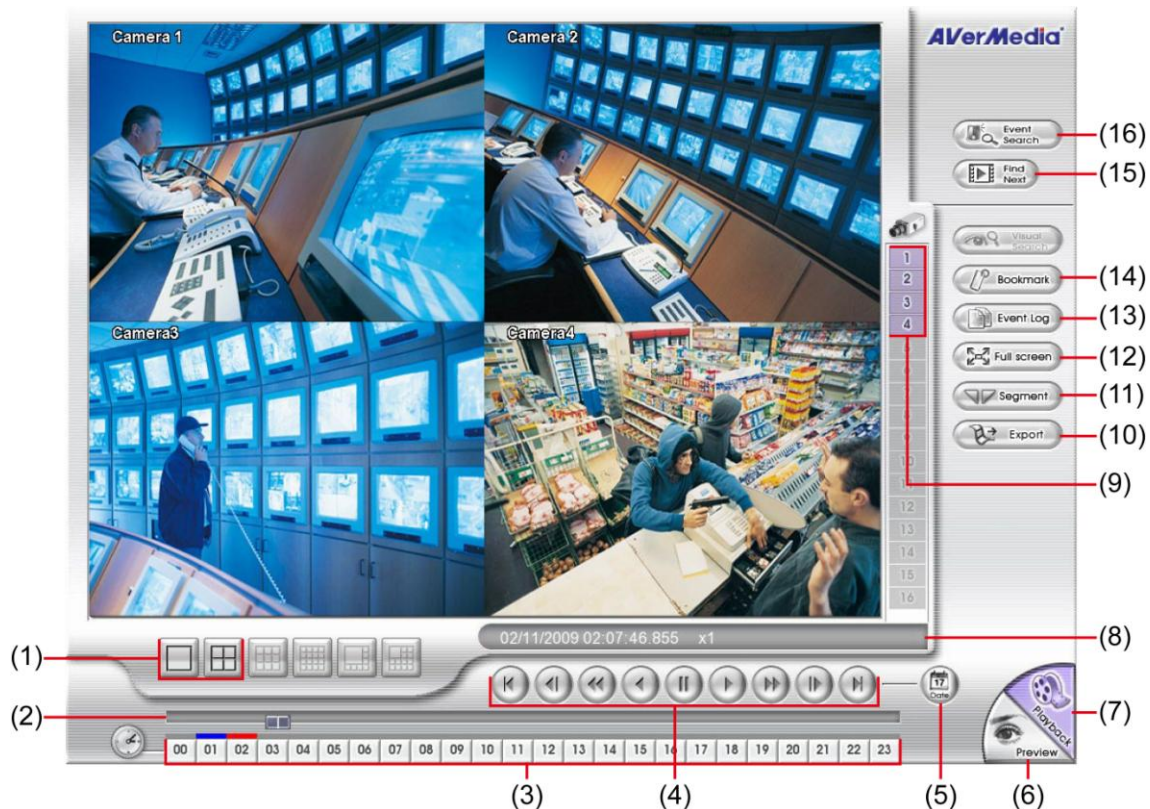 Camera 1
Camera 2
AVerMedia
Event Search
(16)
Find Next
(15)
Visual Search
1
2
3
4
Bookmark
(14)
Event Log
(13)
Full screen
(12)
Segment
(11)
Export
(10)
Camera3
Camera4
9
10
11
12
13
14
15
16
(9)
02/11/2009 02:07:46.855 x1
(8)
(1)
17
Date
(2)
Playback
(7)
Preview
00 01 02 03 04 05 06 07 08 09 10 11 12 13 14 15 16 17 18 19 20 21 22 23
(3)
(4)
(5)
(6)